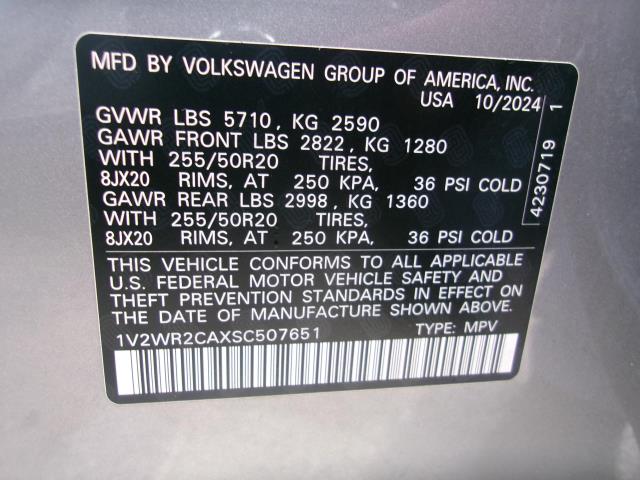 MFD BY VOLKSWAGEN GROUP OF AMERICA, INC.
USA 10/2024
GVWR LBS 5710, KG 2590
GAWR FRONT LBS 2822, KG 1280
WITH 255/50R20 TIRES,
8JX20 RIMS, AT 250 KPA, 36 PSI COLD
GAWR REAR LBS 2998, KG 1360
WITH 255/50R20 TIRES,
8JX20 RIMS, AT 250 KPA, 36 PSI COLD
4230719 1
THIS VEHICLE CONFORMS TO ALL APPLICABLE
U.S. FEDERAL MOTOR VEHICLE SAFETY AND
THEFT PREVENTION STANDARDS IN EFFECT ON
THE DATE OF MANUFACTURE SHOWN ABOVE.
1V2WR2CAXSC507651 TYPE: MPV